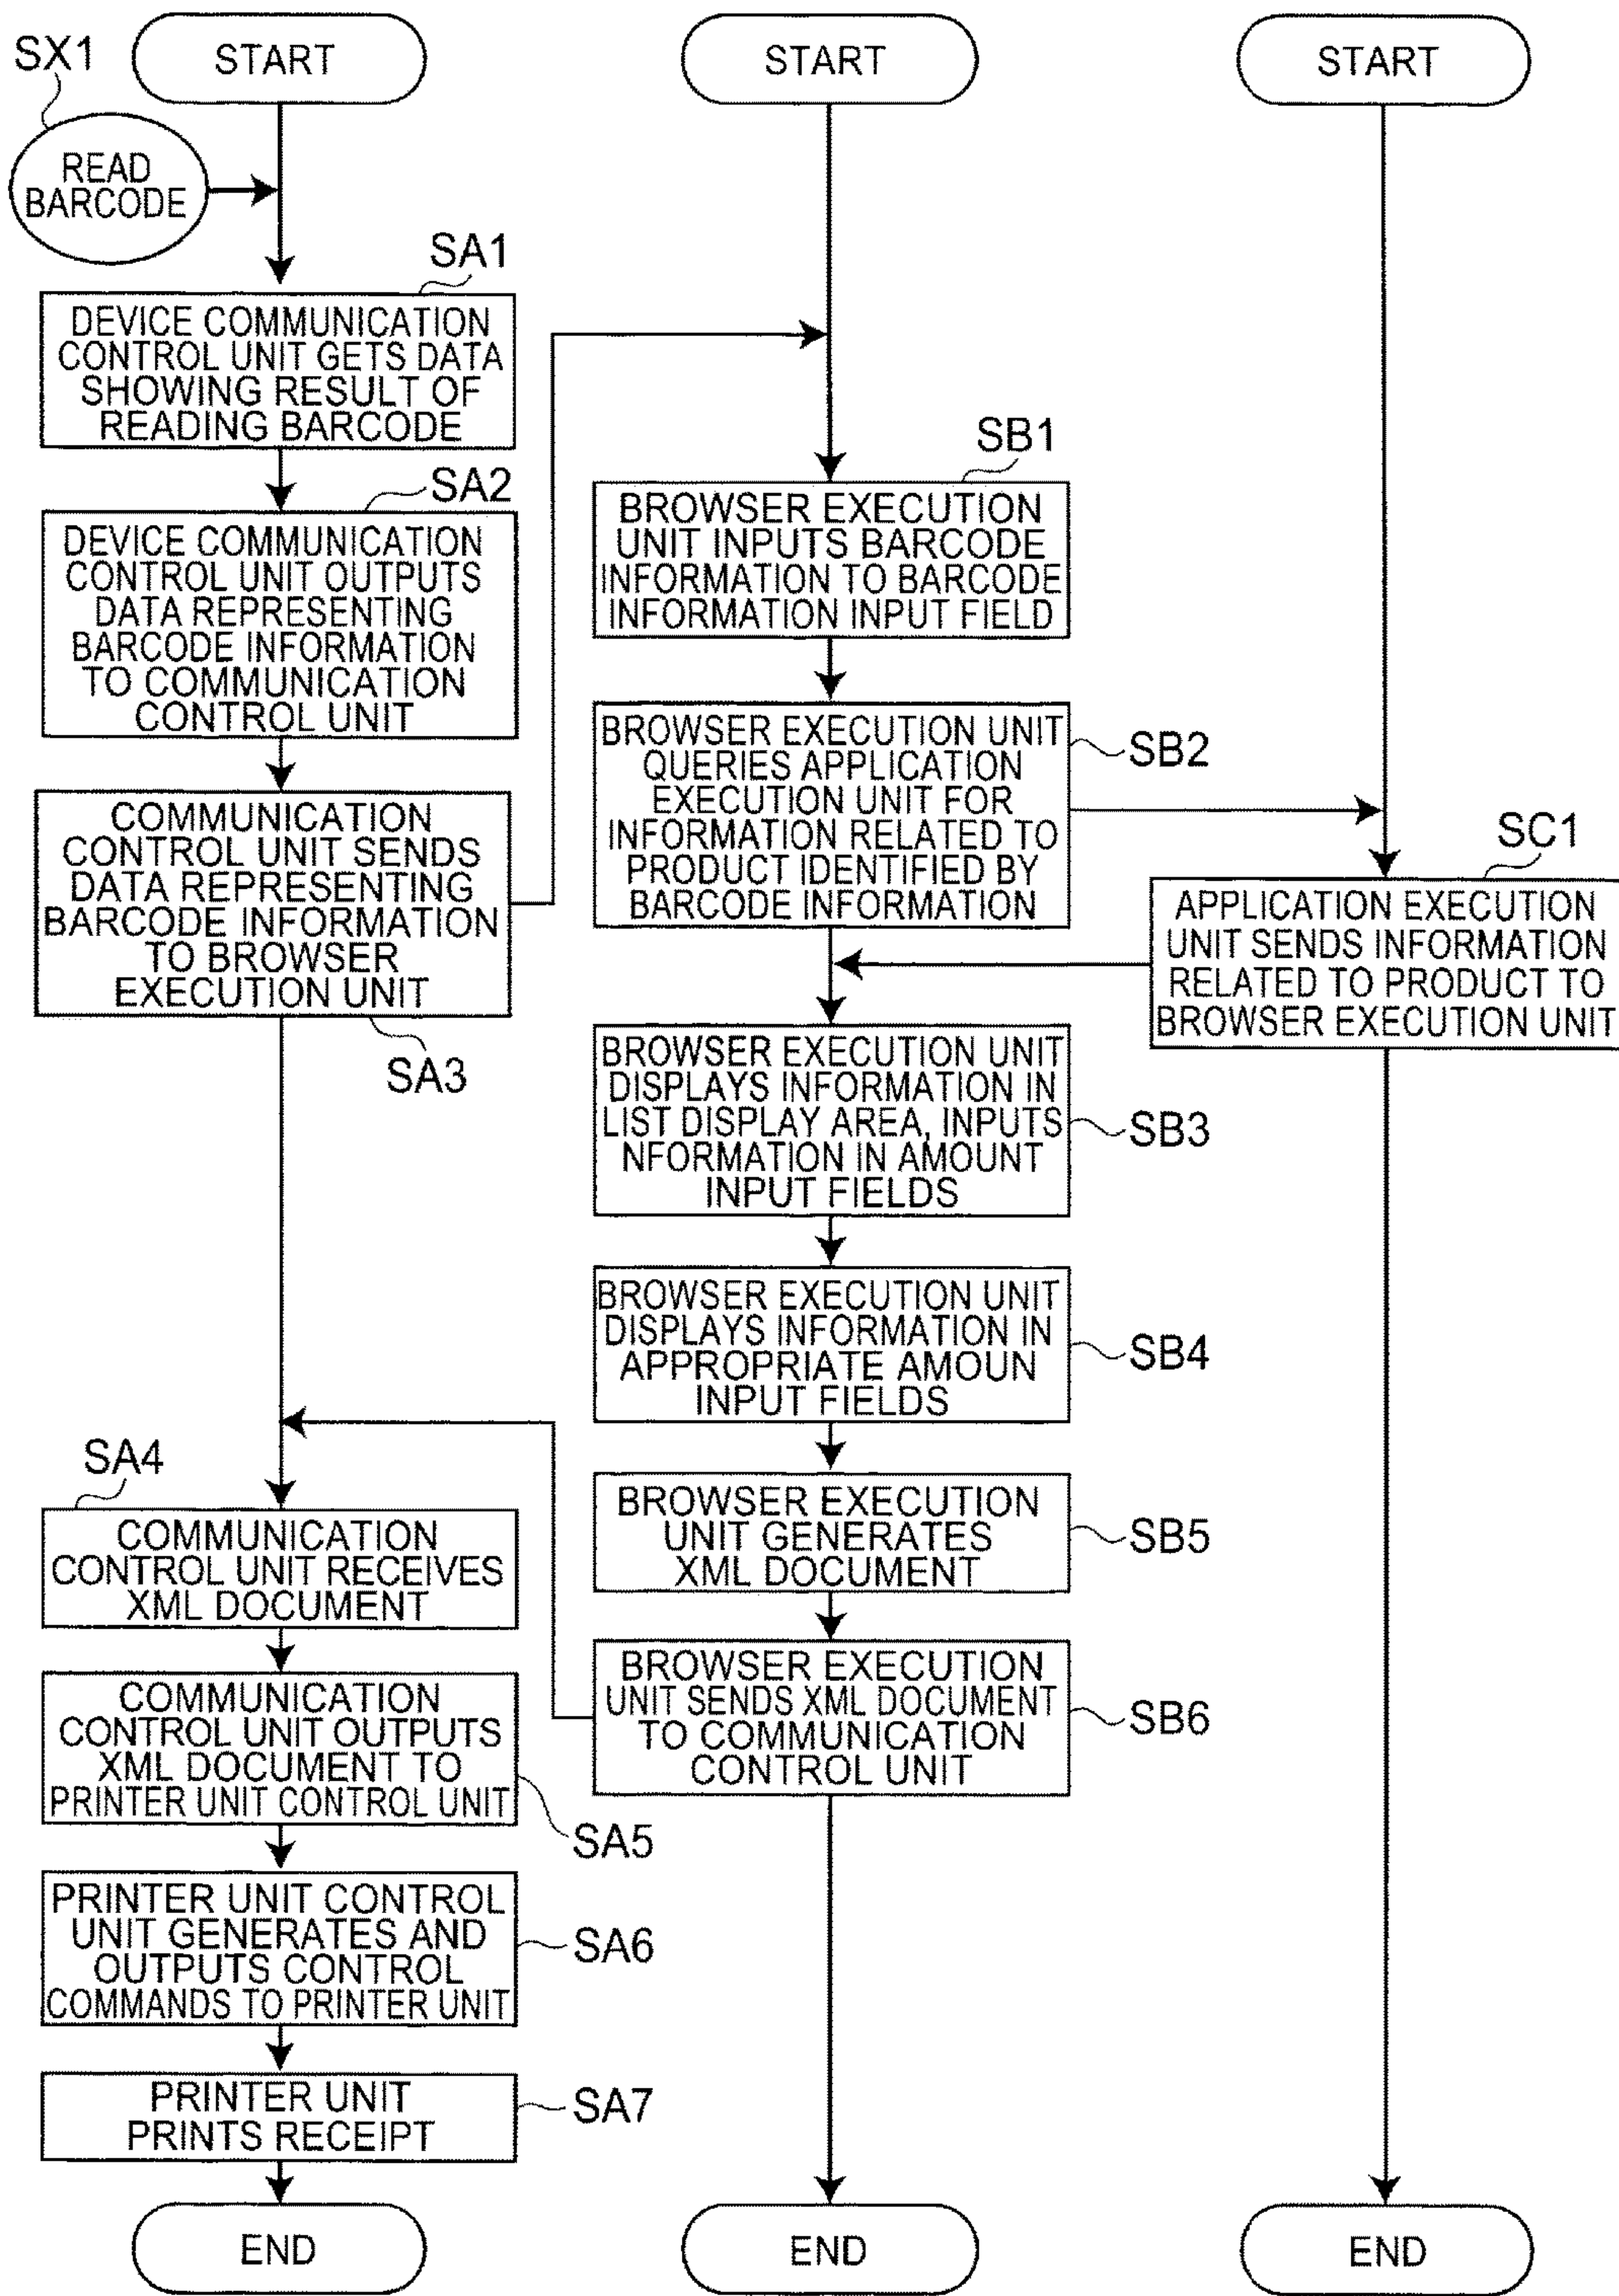 START
START
START
SX1
READ
BARCODE
SA1
DEVICE COMMUNICATION
CONTROL UNIT GETS DATA
SHOWING RESULT OF
READING BARCODE
SA2
DEVICE COMMUNICATION
CONTROL UNIT OUTPUTS
DATA REPRESENTING
BARCODE INFORMATION
TO COMMUNICATION
CONTROL UNIT
COMMUNICATION
CONTROL UNIT SENDS
DATA REPRESENTING
BARCODE INFORMATION
TO BROWSER
EXECUTION UNIT
SA3
SA4
COMMUNICATION
CONTROL UNIT RECEIVES
XML DOCUMENT
COMMUNICATION
CONTROL UNIT OUTPUTS
XML DOCUMENT TO
PRINTER UNIT CONTROL UNIT
SA5
PRINTER UNIT CONTROL
UNIT GENERATES AND
OUTPUTS CONTROL
COMMANDS TO PRINTER UNIT
SA6
PRINTER UNIT
PRINTS RECEIPT
SA7
END
SB1
BROWSER EXECUTION
UNIT INPUTS BARCODE
INFORMATION TO BARCODE
INFORMATION INPUT FIELD
BROWSER EXECUTION UNIT
QUERIES APPLICATION
EXECUTION UNIT FOR
INFORMATION RELATED TO
PRODUCT IDENTIFIED BY
BARCODE INFORMATION
SB2
BROWSER EXECUTION UNIT
DISPLAYS INFORMATION IN
LIST DISPLAY AREA, INPUTS
NFORMATION IN AMOUNT
INPUT FIELDS
SB3
BROWSER EXECUTION UNIT
DISPLAYS INFORMATION IN
APPROPRIATE AMOUN
INPUT FIELDS
SB4
BROWSER EXECUTION
UNIT GENERATES
XML DOCUMENT
SB5
BROWSER EXECUTION
UNIT SENDS XML DOCUMENT
TO COMMUNICATION
CONTROL UNIT
SB6
END
SC1
APPLICATION EXECUTION
UNIT SENDS INFORMATION
RELATED TO PRODUCT TO
BROWSER EXECUTION UNIT
END